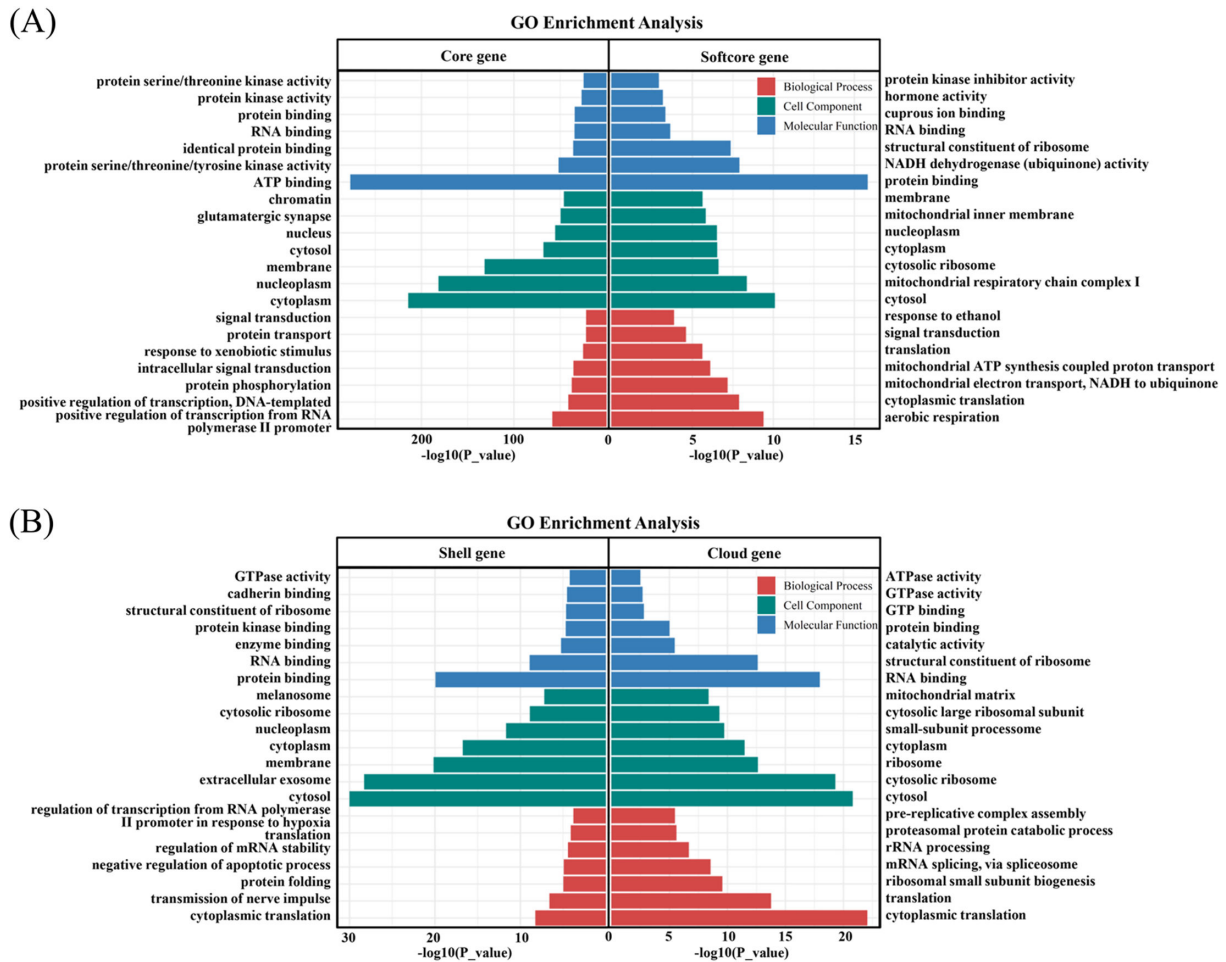 (A)
GO Enrichment Analysis
Core gene
Softcore gene
protein serine/threonine kinase activity
protein kinase activity
protein binding
RNA binding
identical protein binding
protein serine/threonine/tyrosine kinase activity
ATP binding
chromatin
glutamatergic synapse
nucleus
cytosol
membrane
nucleoplasm
cytoplasm
signal transduction
protein transport
response to xenobiotic stimulus
intracellular signal transduction
protein phosphorylation
positive regulation of transcription, DNA-templated
positive regulation of transcription from RNA
polymerase II promoter
Biological Process
Cell Component
Molecular Function
protein kinase inhibitor activity
hormone activity
cuprous ion binding
RNA binding
structural constituent of ribosome
NADH dehydrogenase (ubiquinone) activity
protein binding
membrane
mitochondrial inner membrane
nucleoplasm
cytoplasm
cytosolic ribosome
mitochondrial respiratory chain complex I
cytosol
response to ethanol
signal transduction
translation
mitochondrial ATP synthesis coupled proton transport
mitochondrial electron transport, NADH to ubiquinone
cytoplasmic translation
aerobic respiration
200 100 0 5 10 15
-log10(P_value) -log10(P_value)
(B)
GO Enrichment Analysis
Shell gene
Cloud gene
GTPase activity
cadherin binding
structural constituent of ribosome
protein kinase binding
enzyme binding
RNA binding
protein binding
melanosome
cytosolic ribosome
nucleoplasm
cytoplasm
membrane
extracellular exosome
cytosol
regulation of transcription from RNA polymerase
II promoter in response to hypoxia
translation
regulation of mRNA stability
negative regulation of apoptotic process
protein folding
transmission of nerve impulse
cytoplasmic translation
Biological Process
Cell Component
Molecular Function
ATPase activity
GTPase activity
GTP binding
protein binding
catalytic activity
structural constituent of ribosome
RNA binding
mitochondrial matrix
cytosolic large ribosomal subunit
small-subunit processome
cytoplasm
ribosome
cytosolic ribosome
cytosol
pre-replicative complex assembly
proteasomal protein catabolic process
rRNA processing
mRNA splicing, via spliceosome
ribosomal small subunit biogenesis
translation
cytoplasmic translation
30 20 10 0 5 10 15 20
-log10(P_value) -log10(P_value)